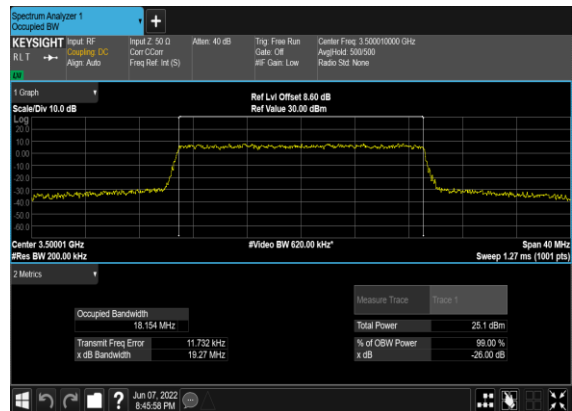 Spectrum Analyzer 1
Occupied BW
+
KEYSIGHT Input: RF Input Z: 50 Ω Atten: 40 dB Trig: Free Run Center Freq: 3.500010000 GHz
RLT Coupling: DC Corr CCorr Gate: Off Avg|Hold: 500/500
Align: Auto Freq Ref: Int (S) #IF Gain: Low Radio Std: None
LW
1 Graph
Scale/Div 10.0 dB
Ref Lvl Offset 8.60 dB
Ref Value 30.00 dBm
Log
20.0
10.0
0.00
-10.0
-20.0
-30.0
-40.0
-50.0
-60.0
Center 3.50001 GHz #Video BW 620.00 kHz* Span 40 MHz
#Res BW 200.00 kHz Sweep 1.27 ms (1001 pts)
2 Metrics
Measure Trace Trace 1
Occupied Bandwidth
18.154 MHz
Total Power 25.1 dBm
Transmit Freq Error 11.732 kHz % of OBW Power 99.00 %
x dB Bandwidth 19.27 MHz x dB -26.00 dB
? Jun 07, 2022
8:45:58 PM